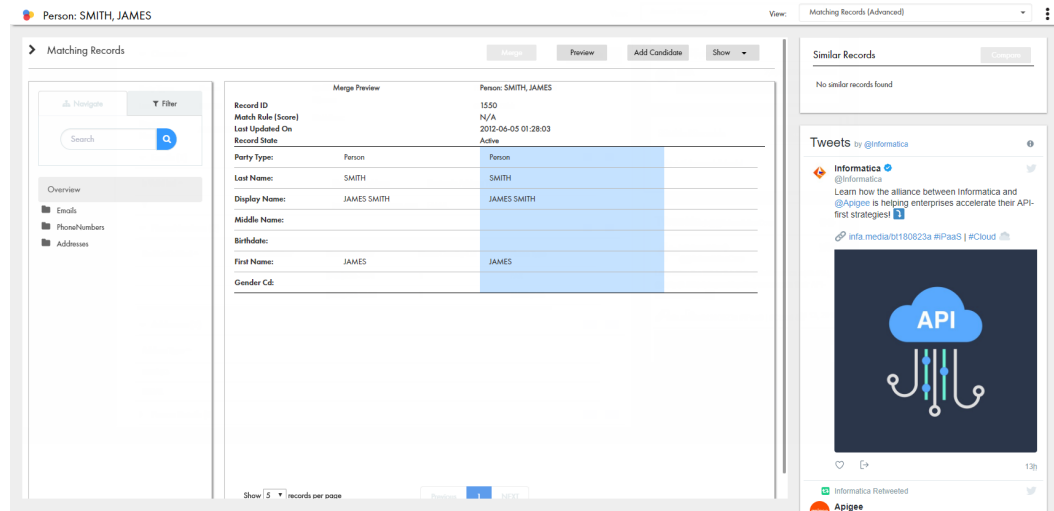 Person: SMITH, JAMES
View:
Matching Records (Advanced)
Matching Records
Merge
Preview
Add Candidate
Show
Navigate
Filter
Search
Overview
Emails
PhoneNumbers
Addresses
Merge Preview Person: SMITH, JAMES
Record ID 1550
Match Rule (Score) N/A
Last Updated On 2012-06-05 01:28:03
Record State Active
Party Type: Person Person
Last Name: SMITH SMITH
Display Name: JAMES SMITH JAMES SMITH
Middle Name:
Birthdate:
First Name: JAMES JAMES
Gender Cd:
Show 5 records per page
Previous 1 NEXT
Similar Records
Compare
No similar records found
Tweets by @Informatica
Informatica
@Informatica
Learn how the alliance between Informatica and
@Apigee is helping enterprises accelerate their API-
first strategies!
infa.media/bt180823a #iPaaS | #Cloud
API
13h
Informatica Retweeted
Apigee